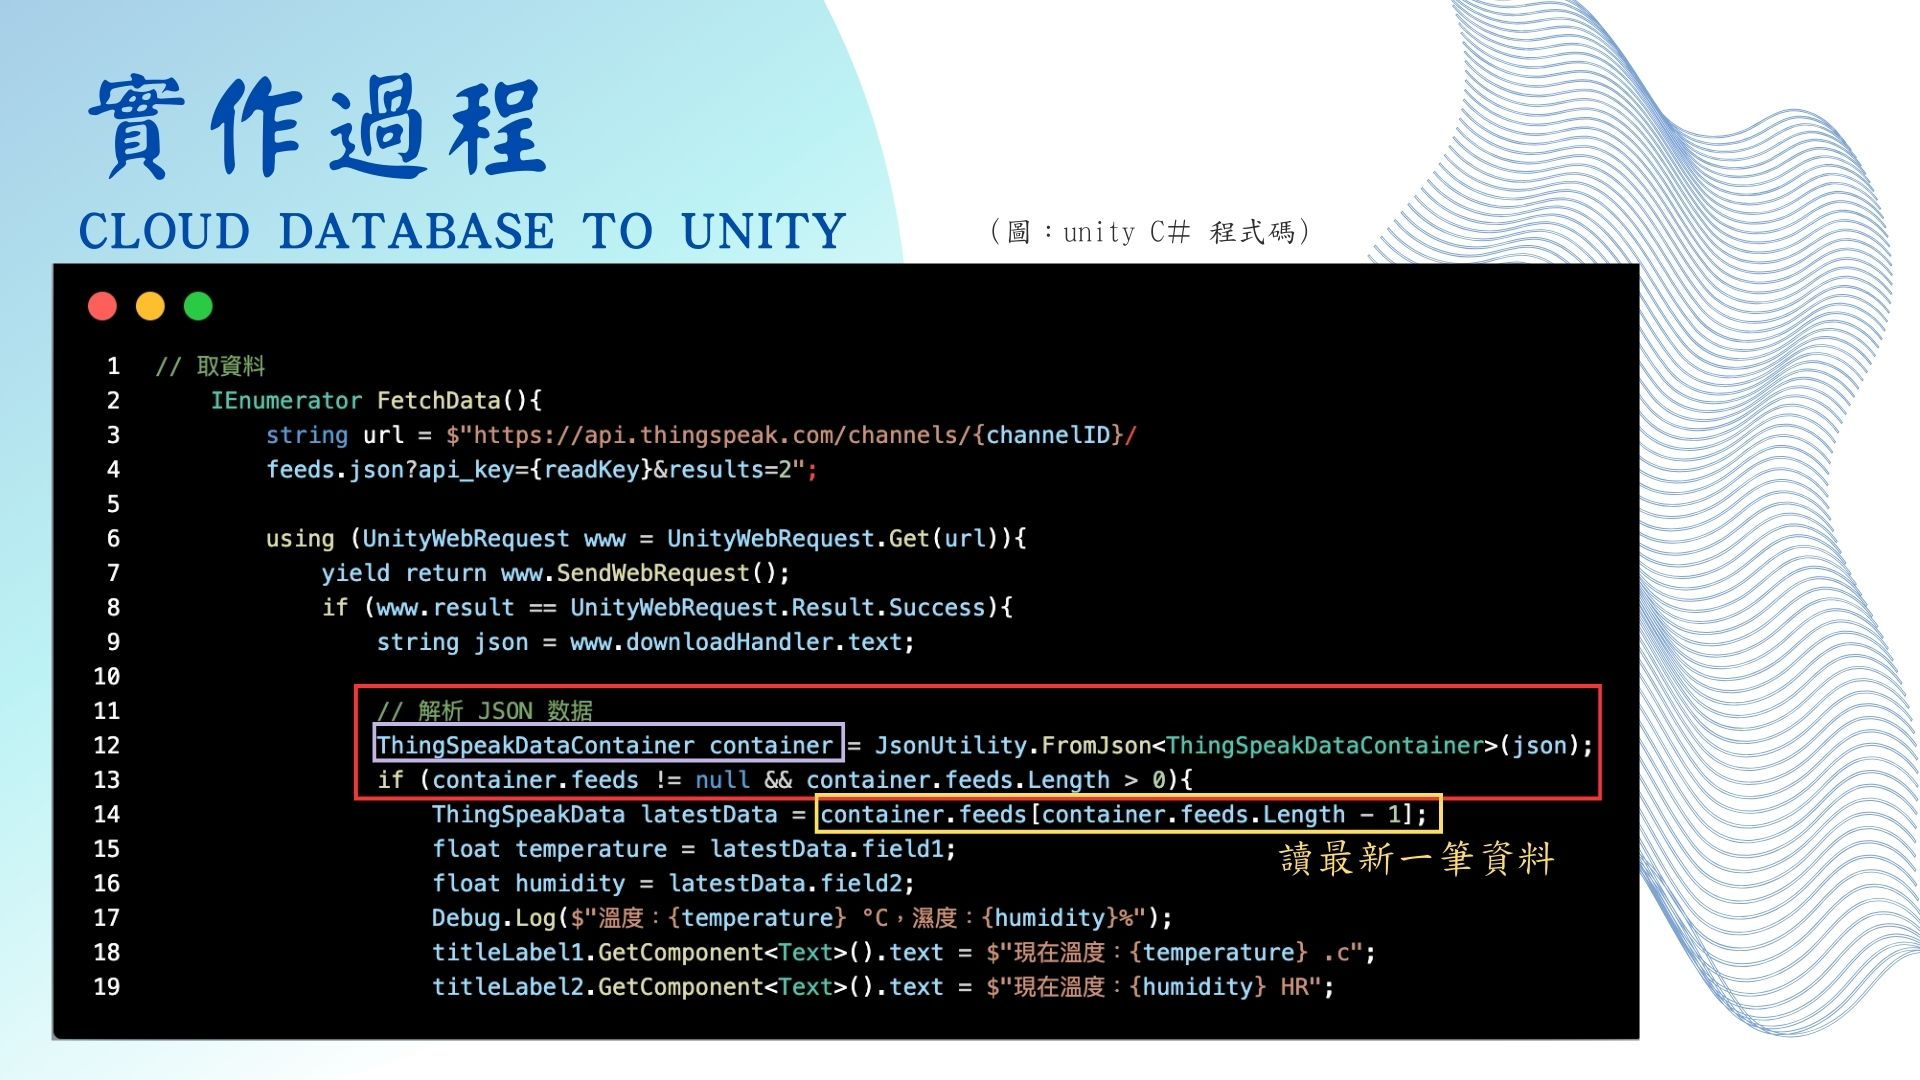 實作過程
CLOUD DATABASE TO UNITY
(圖：unity C# 程式碼)
1 // 取資料
2 IEnumerator FetchData(){
3 string url = $"https://api.thingspeak.com/channels/{channelID}/
4 feeds.json?api_key={readKey}&results=2";
5
6 using (UnityWebRequest www = UnityWebRequest.Get(url)){
7 yield return www.SendWebRequest();
8 if (www.result == UnityWebRequest.Result.Success){
9 string json = www.downloadHandler.text;
10
11 // 解析 JSON 数据
12 ThingSpeakDataContainer container = JsonUtility.FromJson<ThingSpeakDataContainer>(json);
13 if (container.feeds != null && container.feeds.Length > 0){
14 ThingSpeakData latestData = container.feeds[container.feeds.Length - 1];
15 float temperature = latestData.field1;
讀最新一筆資料
16 float humidity = latestData.field2;
17 Debug.Log($"溫度：{temperature} °C，濕度：{humidity}%");
18 titleLabel1.GetComponent<Text>().text = $"現在溫度：{temperature} .c";
19 titleLabel2.GetComponent<Text>().text = $"現在溫度：{humidity} HR";